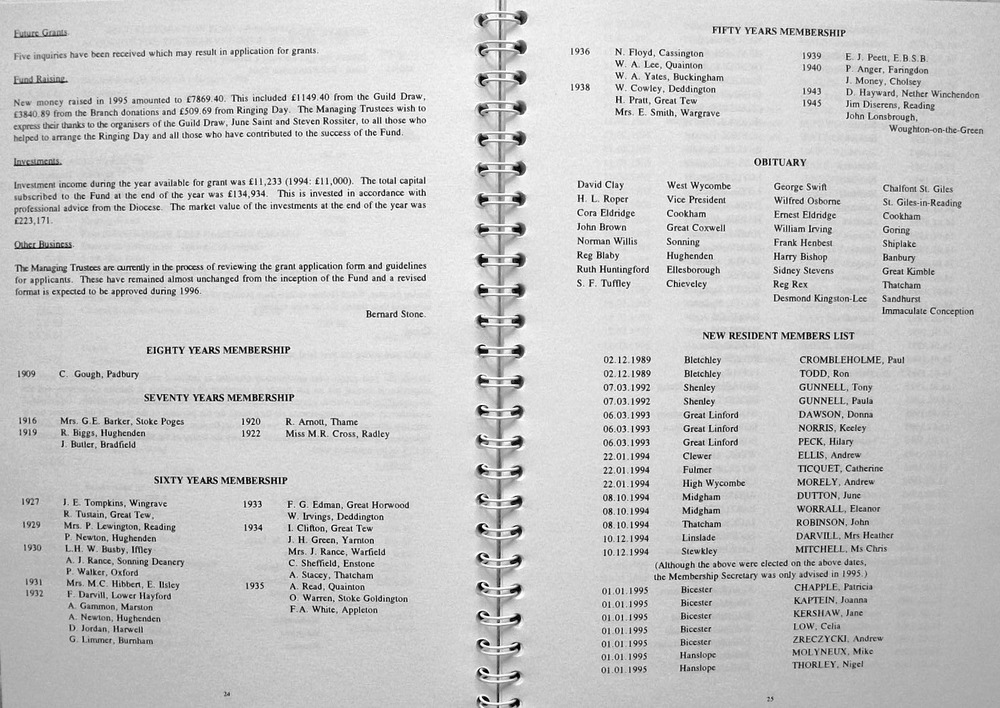 Future Grants.
Five inquiries have been received which may result in application for grants.
Fund Raising.
New money raised in 1995 amounted to £7869.40. This included £1149.40 from the Guild Draw,
£3840.89 from the Branch donations and £509.69 from Ringing Day. The Managing Trustees wish to
express their thanks to the organisers of the Guild Draw, June Saint and Steven Rossiter, to all those who
helped to arrange the Ringing Day and all those who have contributed to the success of the Fund.
Investments.
Investment income during the year available for grant was £11,233 (1994: £11,000). The total capital
subscribed to the Fund at the end of the year was £134,934. This is invested in accordance with
professional advice from the Diocese. The market value of the investments at the end of the year was
£223,171.
Other Business.
The Managing Trustees are currently in the process of reviewing the grant application form and guidelines
for applicants. These have remained almost unchanged from the inception of the Fund and a revised
format is expected to be approved during 1996.
Bernard Stone.
EIGHTY YEARS MEMBERSHIP
1909 C. Gough, Padbury
SEVENTY YEARS MEMBERSHIP
1916 Mrs. G.E. Barker, Stoke Poges 1920 R. Arnott, Thame
1919 R. Biggs, Hughenden 1922 Miss M.R. Cross, Radley
J. Butler, Bradfield
SIXTY YEARS MEMBERSHIP
1927 J. E. Tompkins, Wingrave 1933 F. G. Edman, Great Horwood
R. Tustain, Great Tew, W. Irvings, Deddington
1929 Mrs. P. Lewington, Reading 1934 I. Clifton, Great Tew
P. Newton, Hughenden J. H. Green, Yarnton
1930 L.H. W. Busby, Iffley Mrs. J. Rance, Warfield
A. J. Rance, Sonning Deanery C. Sheffield, Enstone
P. Walker, Oxford A. Stacey, Thatcham
1931 Mrs. M.C. Hibbert, E. Ilsley 1935 A. Read, Quainton
1932 F. Darvill, Lower Hayford O. Warren, Stoke Goldington
A. Gammon, Marston F.A. White, Appleton
A. Newton, Hughenden
D. Jordan, Harwell
G. Limmer, Burnham
24
FIFTY YEARS MEMBERSHIP
1936 N. Floyd, Cassington 1939 E. J. Peett, E.B.S.B.
W. A. Lee, Quainton 1940 P. Anger, Faringdon
W. A. Yates, Buckingham J. Money, Cholsey
1938 W. Cowley, Deddington 1943 D. Hayward, Nether Winchendon
H. Pratt, Great Tew 1945 Jim Diserens, Reading
Mrs. E. Smith, Wargrave John Lonsbrough,
Woughton-on-the-Green
OBITUARY
David Clay West Wycombe George Swift Chalfont St. Giles
H. L. Roper Vice President Wilfred Osborne St. Giles-in-Reading
Cora Eldridge Cookham Ernest Eldridge Cookham
John Brown Great Coxwell William Irving Goring
Norman Willis Sonning Frank Henbest Shiplake
Reg Blaby Hughenden Harry Bishop Banbury
Ruth Huntingford Ellesborough Sidney Stevens Great Kimble
S. F. Tuffley Chieveley Reg Rex Thatcham
Desmond Kingston-Lee Sandhurst
Immaculate Conception
NEW RESIDENT MEMBERS LIST
02.12.1989 Bletchley CROMBLEHOLME, Paul
02.12.1989 Bletchley TODD, Ron
07.03.1992 Shenley GUNNELL, Tony
07.03.1992 Shenley GUNNELL, Paula
06.03.1993 Great Linford DAWSON, Donna
06.03.1993 Great Linford NORRIS, Keeley
06.03.1993 Great Linford PECK, Hilary
22.01.1994 Clewer ELLIS, Andrew
22.01.1994 Fulmer TICQUET, Catherine
22.01.1994 High Wycombe MORELY, Andrew
08.10.1994 Midgham DUTTON, June
08.10.1994 Midgham WORRALL, Eleanor
08.10.1994 Thatcham ROBINSON, John
10.12.1994 Linslade DARVILL, Mrs Heather
10.12.1994 Stewkley MITCHELL, Ms Chris
(Although the above were elected on the above dates,
the Membership Secretary was only advised in 1995.)
01.01.1995 Bicester CHAPPLE, Patricia
01.01.1995 Bicester KAPTEIN, Joanna
01.01.1995 Bicester KERSHAW, Jane
01.01.1995 Bicester LOW, Celia
01.01.1995 Bicester ZRECZYCKI, Andrew
01.01.1995 Hanslope MOLYNEUX, Mike
01.01.1995 Hanslope THORLEY, Nigel
25